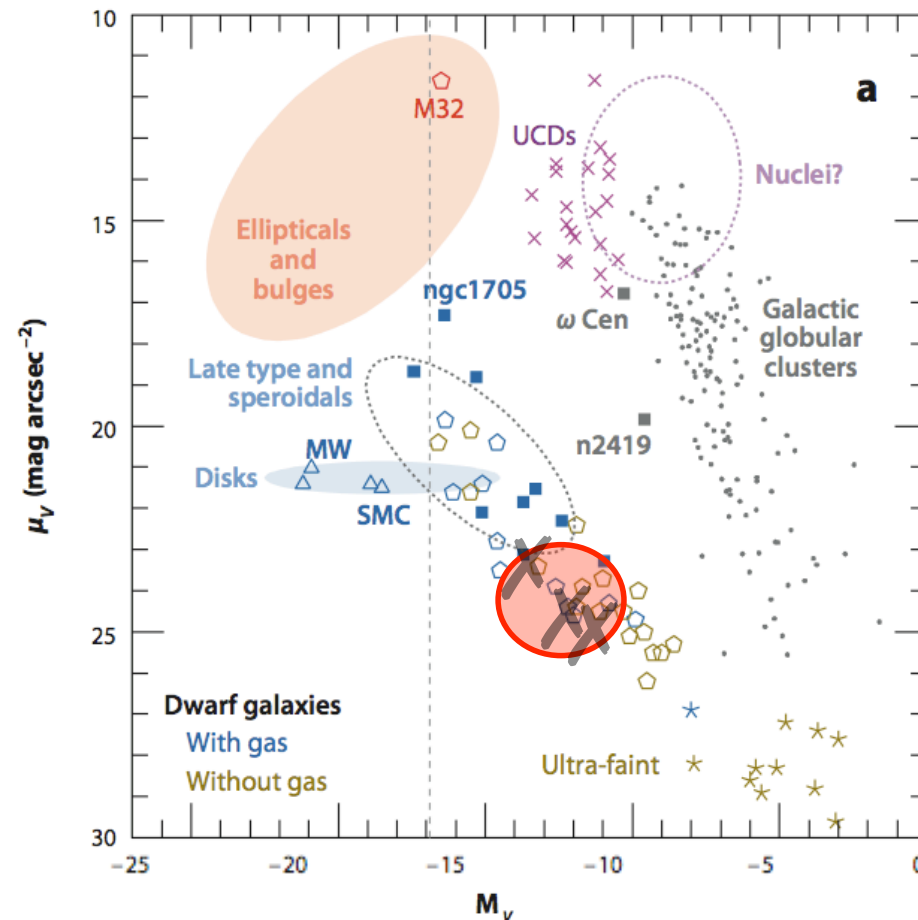 10
15
20
25
30
μV (mag arcsec−2)
a
M32
UCDs
Nuclei?
Ellipticals
and
bulges
ngc1705
ω Cen
Galactic
globular
clusters
Late type and
speroidals
n2419
MW
Disks
SMC
Dwarf galaxies
With gas
Without gas
Ultra-faint
−25
−20
−15
−10
−5
0
Mv